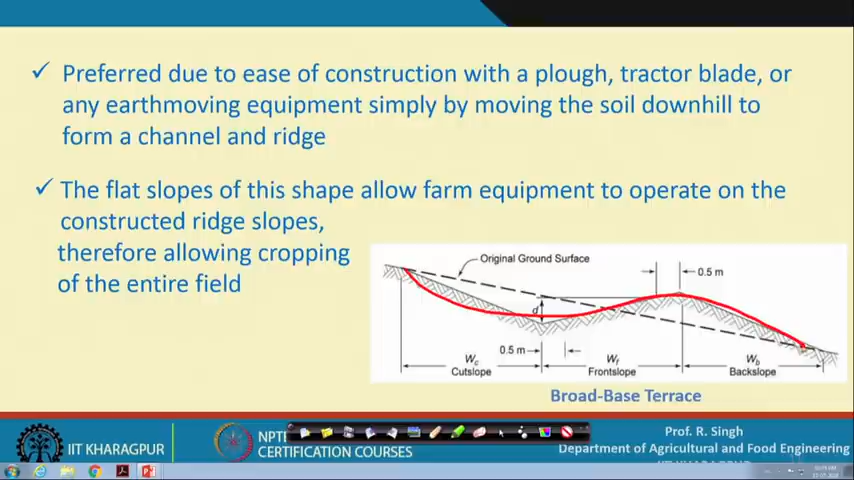 ✓ Preferred due to ease of construction with a plough, tractor blade, or
any earthmoving equipment simply by moving the soil downhill to
form a channel and ridge
✓ The flat slopes of this shape allow farm equipment to operate on the
constructed ridge slopes,
therefore allowing cropping
of the entire field
Original Ground Surface
0.5 m
d
0.5 m
Wc
Cutslope
Wf
Frontslope
Wb
Backslope
Broad-Base Terrace
IIT KHARAGPUR
NPTE
CERTIFICATION COURSES
Prof. R. Singh
Department of Agricultural and Food Engineering